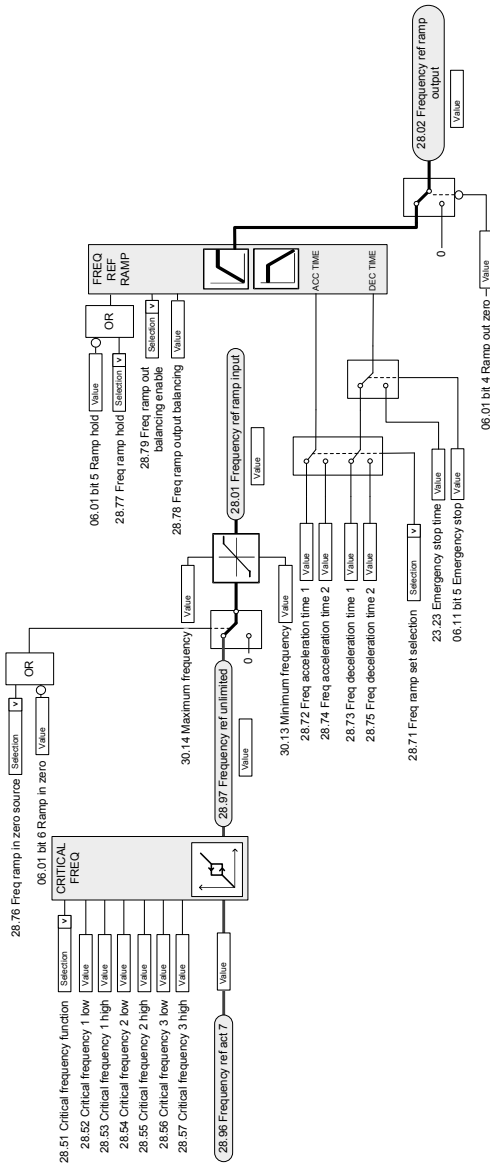 28.76 Freq ramp in zero source
Selection
v
06.01 bit 6 Ramp in zero
Value
OR
28.51 Critical frequency function
Selection
v
28.52 Critical frequency 1 low
Value
28.53 Critical frequency 1 high
Value
28.54 Critical frequency 2 low
Value
28.55 Critical frequency 2 high
Value
28.56 Critical frequency 3 low
Value
28.57 Critical frequency 3 high
Value
CRITICAL
FREQ
28.96 Frequency ref act 7
Value
28.97 Frequency ref unlimited
Value
0
30.14 Maximum frequency
Value
30.13 Minimum frequency
Value
28.01 Frequency ref ramp input
Value
06.01 bit 5 Ramp hold
Value
28.77 Freq ramp hold
Selection
v
OR
28.79 Freq ramp out
balancing enable
Selection
v
28.78 Freq ramp output balancing
Value
FREQ
REF
RAMP
ACC TIME
DEC TIME
28.72 Freq acceleration time 1
Value
28.74 Freq acceleration time 2
Value
28.73 Freq deceleration time 1
Value
28.75 Freq deceleration time 2
Value
28.71 Freq ramp set selection
Selection
v
23.23 Emergency stop time
Value
06.11 bit 5 Emergency stop
Value
0
06.01 bit 4 Ramp out zero
Value
28.02 Frequency ref ramp
output
Value